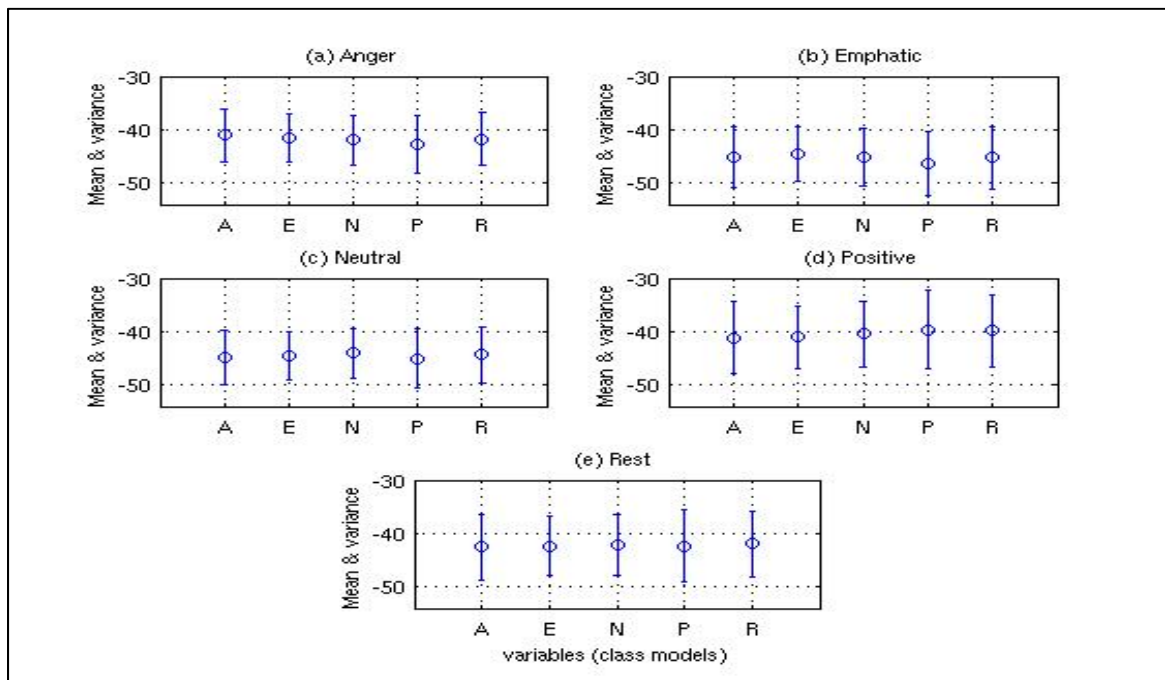 (a) Anger
-30
-40
-50
Mean & variance
A E N P R
(b) Emphatic
-30
-40
-50
Mean & variance
A E N P R
(c) Neutral
-30
-40
-50
Mean & variance
A E N P R
(d) Positive
-30
-40
-50
Mean & variance
A E N P R
(e) Rest
-30
-40
-50
Mean & variance
A E N P R
variables (class models)